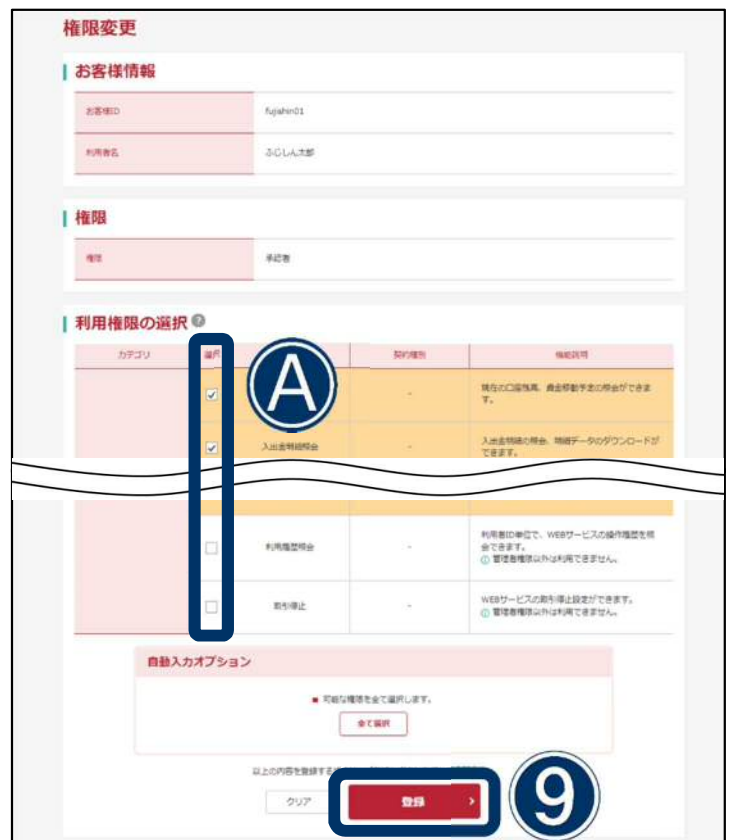 権限変更
お客様情報
お客様ID
fujishin01
利用者名
ふじしん太郎
権限
権限
承認者
利用権限の選択 ?
カテゴリ
選択
契約種別
機能説明
A
-
現在の口座残高、資金移動予定の照会ができま
す。
入出金明細照会
-
入出金明細の照会、明細データのダウンロードが
できます。
利用履歴照会
-
利用者ID単位で、WEBサービスの操作履歴を照
会できます。
管理者権限以外は利用できません。
取引停止
-
WEBサービスの取引停止設定ができます。
管理者権限以外は利用できません。
自動入力オプション
■ 可能な権限を全て選択します。
全て選択
以上の内容を登録する
クリア
登録 >
9